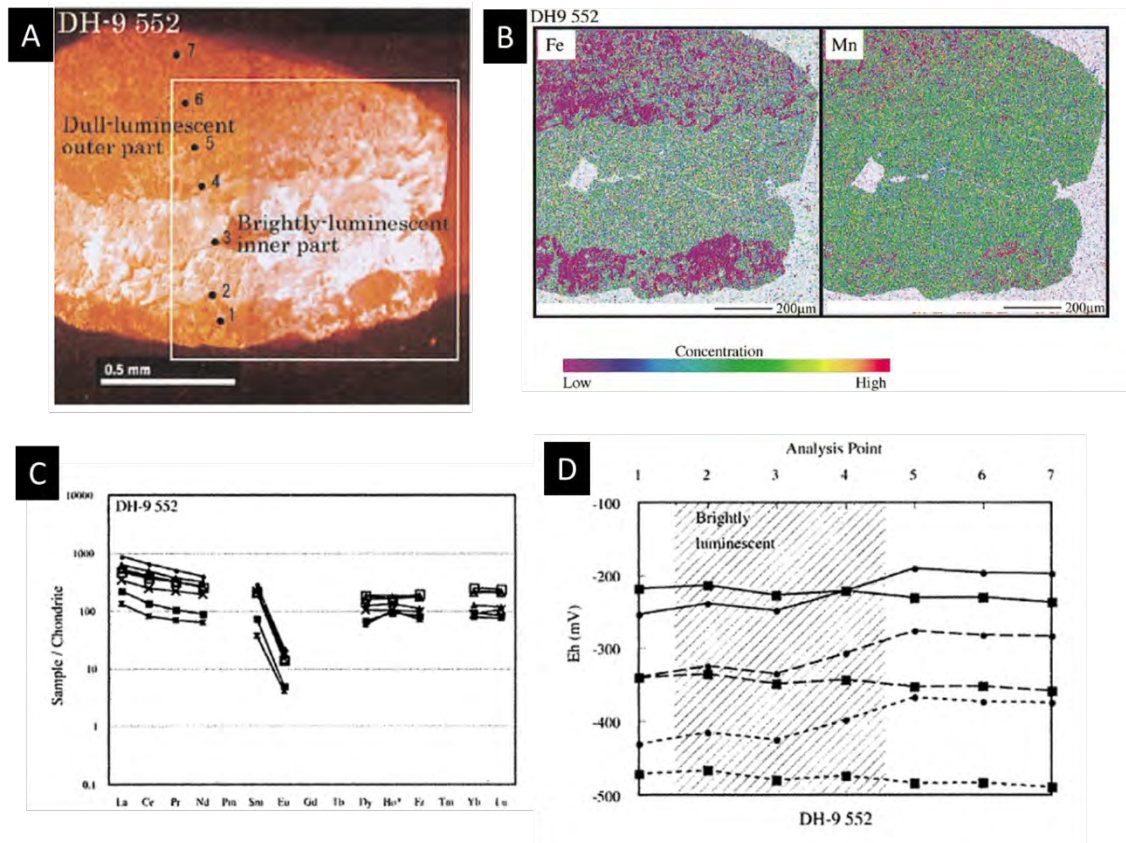 A
DH-9 552
7
6
Dull-luminescent
outer part
5
4
Brightly-luminescent
inner part
3
2
1
0.5 mm
B
DH9 552
Fe
Mn
200μm
200μm
Concentration
Low
High
C
DH-9 552
10000
1000
100
10
1
0.1
Sample / Chondrite
La Ce Pr Nd Pm Sm Eu Gd Tb Dy Ho* Er Tm Yb Lu
D
Analysis Point
1 2 3 4 5 6 7
-100
-200
-300
-400
-500
Eh (mV)
Brightly
luminescent
DH-9 552